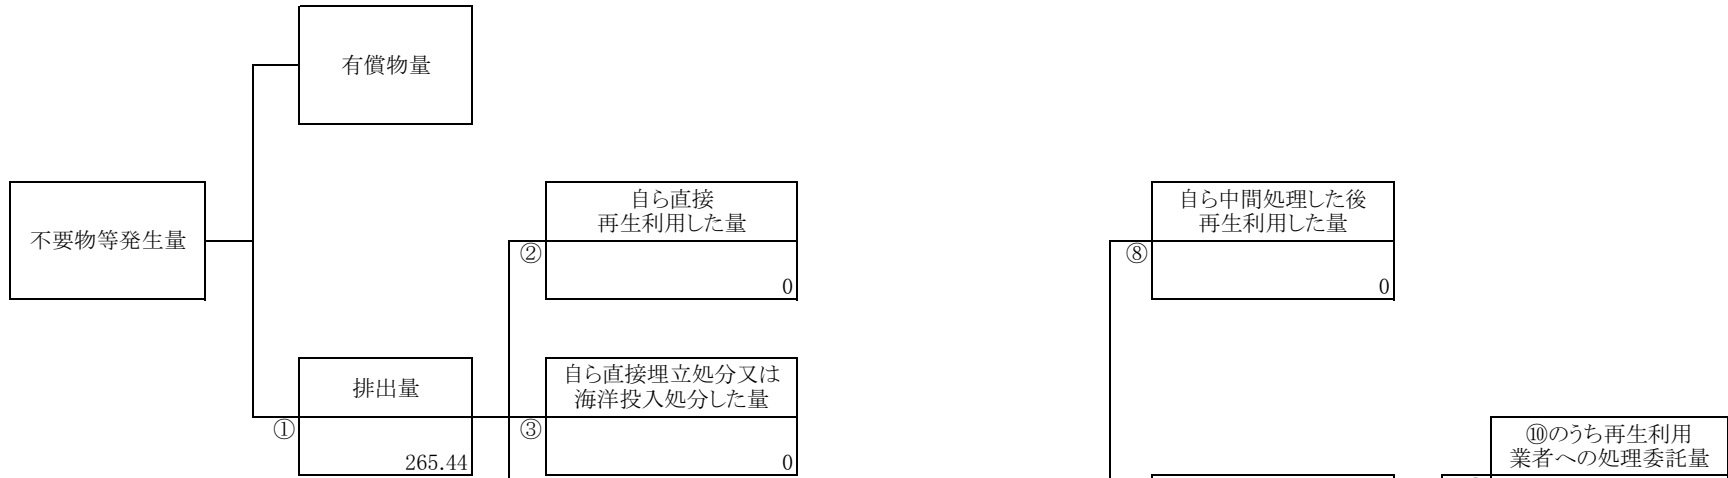 有償物量
不要物等発生量
自ら直接
再生利用した量
②
0
自ら中間処理した後
再生利用した量
⑧
0
排出量
①
265.44
自ら直接埋立処分又は
海洋投入処分した量
③
0
⑩のうち再生利用
業者への処理委託量